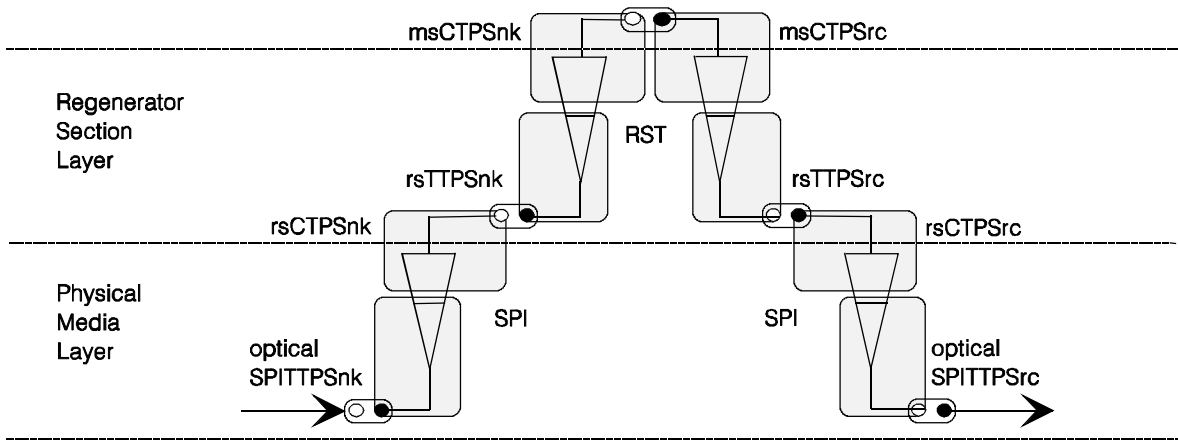 msCTPSnk
msCTPSrc
Regenerator
Section
Layer
RST
rsTTPSnk
rsTTPSrc
rsCTPSnk
rsCTPSrc
Physical
Media
Layer
SPI
SPI
optical
SPITTPSnk
optical
SPITTPSrc